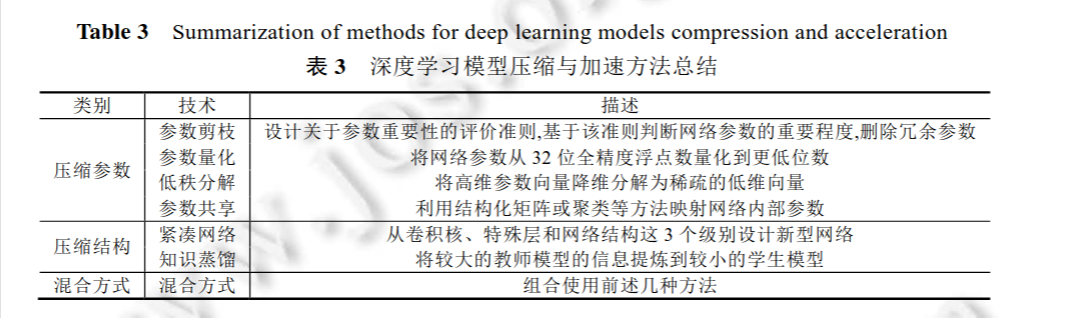 Table 3 Summarization of methods for deep learning models compression and acceleration
表 3 深度学习模型压缩与加速方法总结
类别 技术 描述
压缩参数 参数剪枝 设计关于参数重要性的评价准则,基于该准则判断网络参数的重要程度,删除冗余参数
参数量化 将网络参数从 32 位全精度浮点数量化到更低位数
低秩分解 将高维参数向量降维分解为稀疏的低维向量
参数共享 利用结构化矩阵或聚类等方法映射网络内部参数
压缩结构 紧凑网络 从卷积核、特殊层和网络结构这 3 个级别设计新型网络
知识蒸馏 将较大的教师模型的信息提炼到较小的学生模型
混合方式 混合方式 组合使用前述几种方法